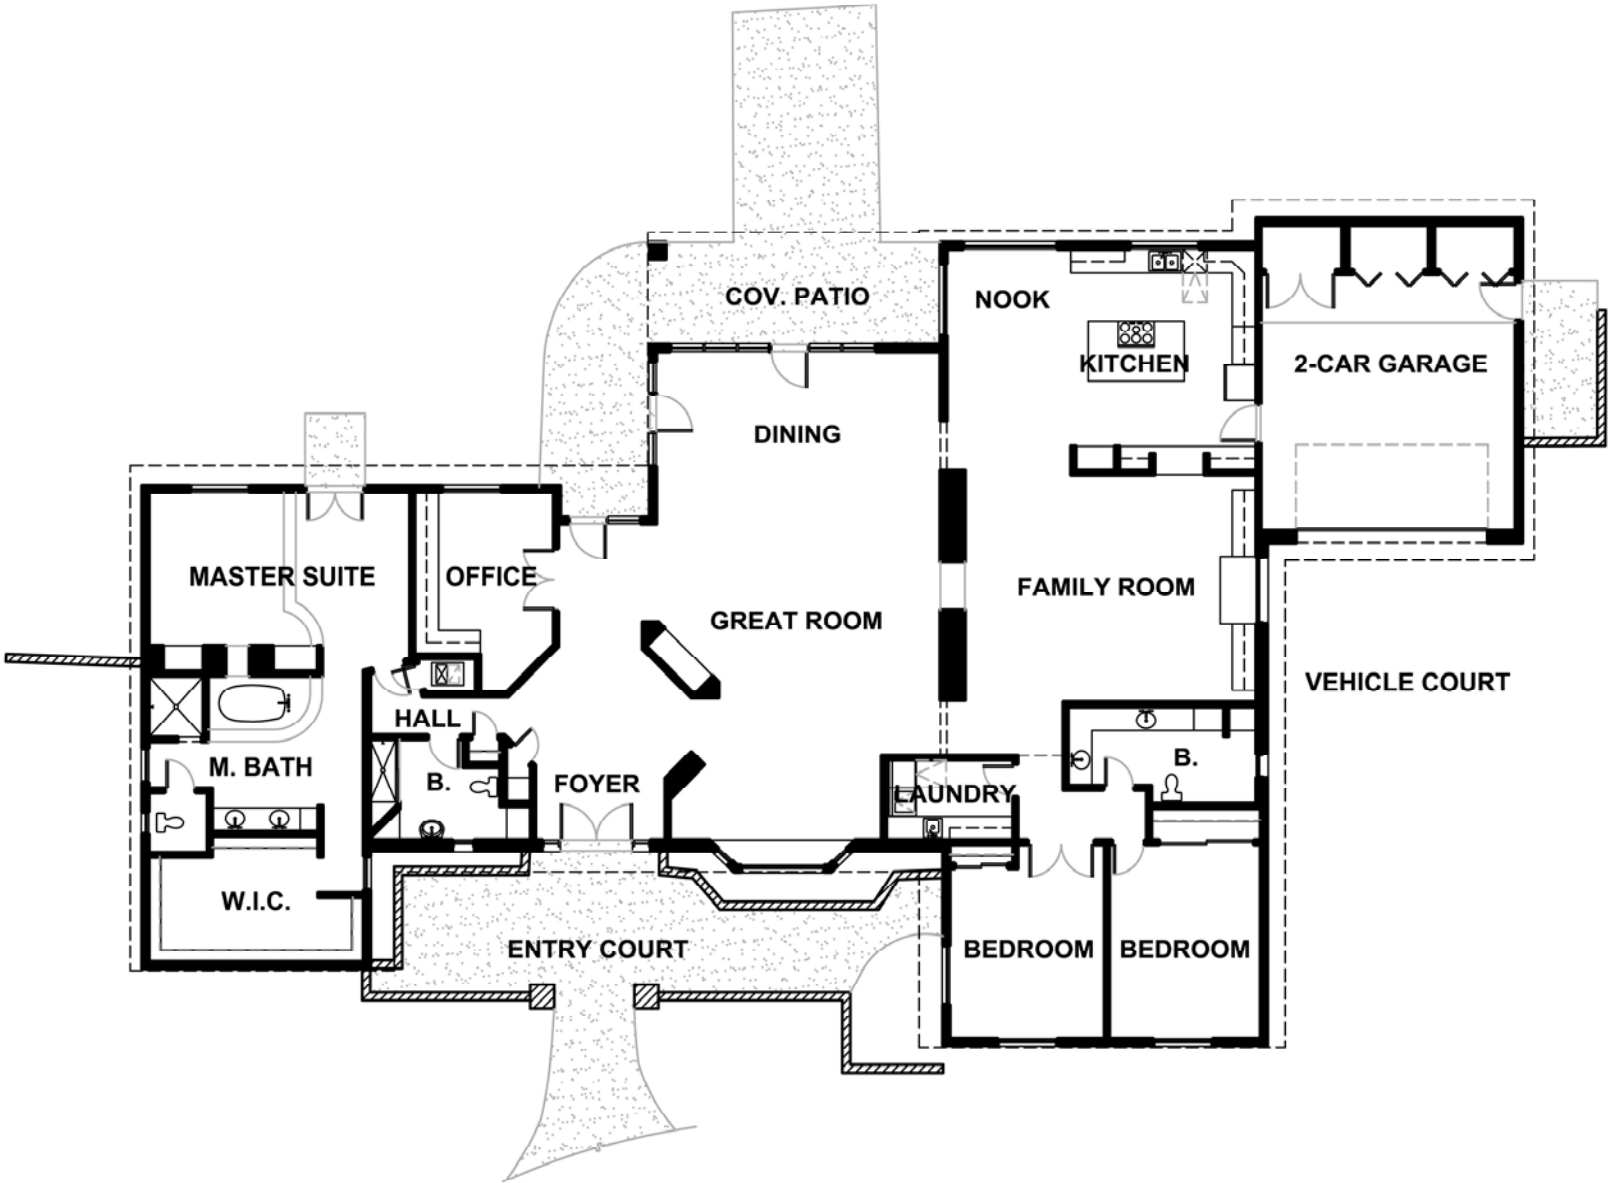 COV. PATIO
NOOK
KITCHEN
2-CAR GARAGE
DINING
MASTER SUITE
OFFICE
GREAT ROOM
FAMILY ROOM
VEHICLE COURT
HALL
M. BATH
B.
FOYER
LAUNDRY
B.
W.I.C.
ENTRY COURT
BEDROOM
BEDROOM